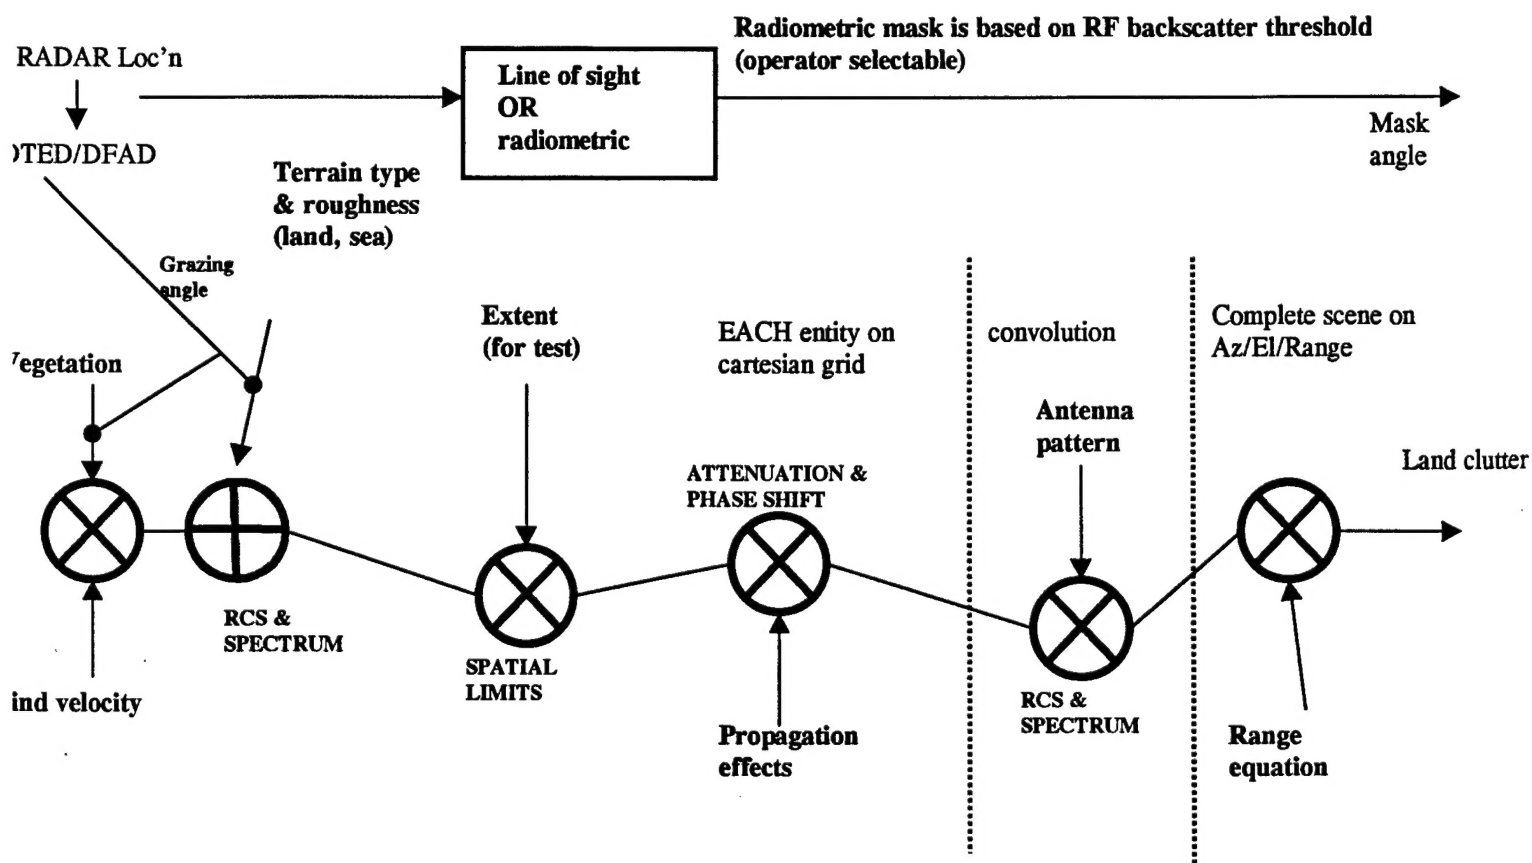 Radiometric mask is based on RF backscatter threshold
(operator selectable)
RADAR Loc'n
Line of sight
OR
radiometric
Mask
angle
TED/DFAD
Terrain type
& roughness
(land, sea)
Grazing
angle
Extent
(for test)
EACH entity on
cartesian grid
convolution
Complete scene on
Az/El/Range
egetation
Antenna
pattern
ATTENUATION &
PHASE SHIFT
Land clutter
RCS &
SPECTRUM
SPATIAL
LIMITS
ind velocity
RCS &
SPECTRUM
Propagation
effects
Range
equation